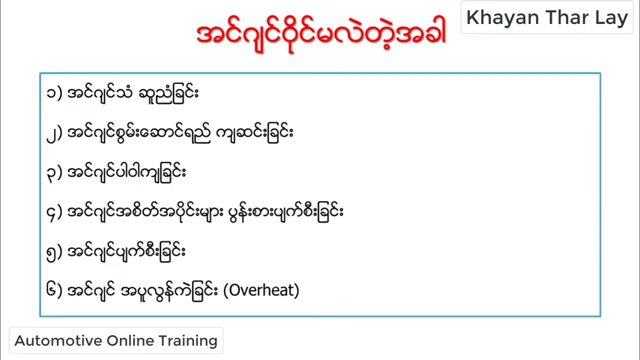 Khayan Thar Lay
အင်ဂျင်ဝိုင်မလဲတဲ့အခါ
၁) အင်ဂျင်သံ ဆူညံခြင်း
၂) အင်ဂျင်စွမ်းဆောင်ရည် ကျဆင်းခြင်း
၃) အင်ဂျင်ပါဝါကျခြင်း
၄) အင်ဂျင်အစိတ်အပိုင်းများ ပွန်းစားပျက်စီးခြင်း
၅) အင်ဂျင်ပျက်စီးခြင်း
၆) အင်ဂျင် အပူလွန်ကဲခြင်း (Overheat)
Automotive Online Training